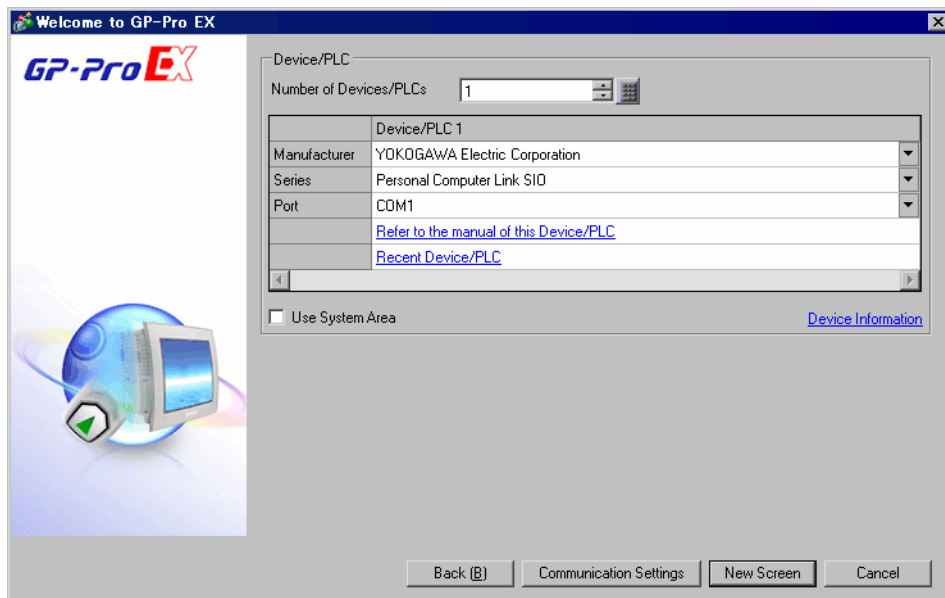 Welcome to GP-Pro EX
GP-Pro EX
Device/PLC
Number of Devices/PLCs 1
Device/PLC 1
Manufacturer YOKOGAWA Electric Corporation
Series Personal Computer Link SIO
Port COM1
Refer to the manual of this Device/PLC
Recent Device/PLC
Use System Area Device Information
Back (B) Communication Settings New Screen Cancel